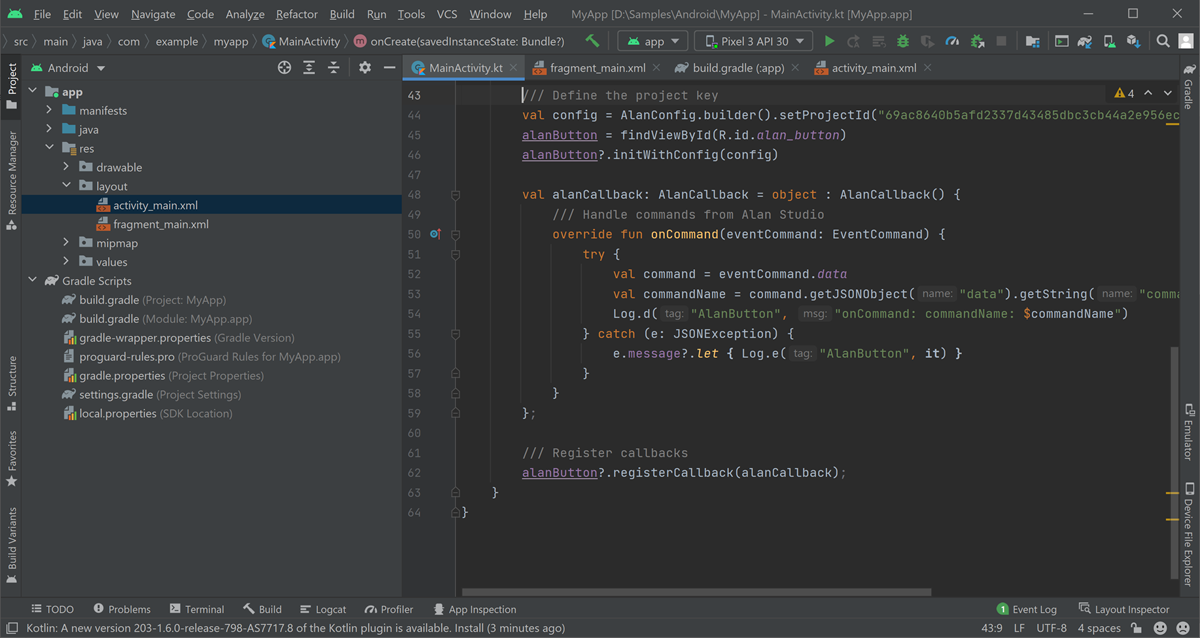 File Edit View Navigate Code Analyze Refactor Build Run Tools VCS Window Help MyApp [D:\Samples\Android\MyApp] - MainActivity.kt [MyApp.app]
src main java com example myapp MainActivity m onCreate(savedInstanceState: Bundle?) app Pixel 3 API 30
Project
Resource Manager
Structure
Favorites
Build Variants
Android
app
manifests
java
res
drawable
layout
activity_main.xml
fragment_main.xml
mipmap
values
Gradle Scripts
build.gradle (Project: MyApp)
build.gradle (Module: MyApp.app)
gradle-wrapper.properties (Gradle Version)
proguard-rules.pro (ProGuard Rules for MyApp.app)
gradle.properties (Project Properties)
settings.gradle (Project Settings)
local.properties (SDK Location)
MainActivity.kt fragment_main.xml build.gradle (:app) activity_main.xml
4
43 /// Define the project key
44 val config = AlanConfig.builder().setProjectId("69ac8640b5afd2337d43485dbc3cb44a2e956ec
45 alanButton = findViewById(R.id.alan_button)
46 alanButton?.initWithConfig(config)
47
48 val alanCallback: AlanCallback = object : AlanCallback() {
49 /// Handle commands from Alan Studio
50 override fun onCommand(eventCommand: EventCommand) {
51 try {
52 val command = eventCommand.data
53 val commandName = command.getJSONObject( name: "data").getString( name: "comma
54 Log.d( tag: "AlanButton", msg: "onCommand: commandName: $commandName")
55 } catch (e: JSONException) {
56 e.message?.let { Log.e( tag: "AlanButton", it) }
57 }
58 }
59 };
60
61 /// Register callbacks
62 alanButton?.registerCallback(alanCallback);
63 }
64 }
Gradle
Emulator
Device File Explorer
TODO Problems Terminal Build Logcat Profiler App Inspection 1 Event Log Layout Inspector
Kotlin: A new version 203-1.6.0-release-798-AS7717.8 of the Kotlin plugin is available. Install (3 minutes ago) 43:9 LF UTF-8 4 spaces